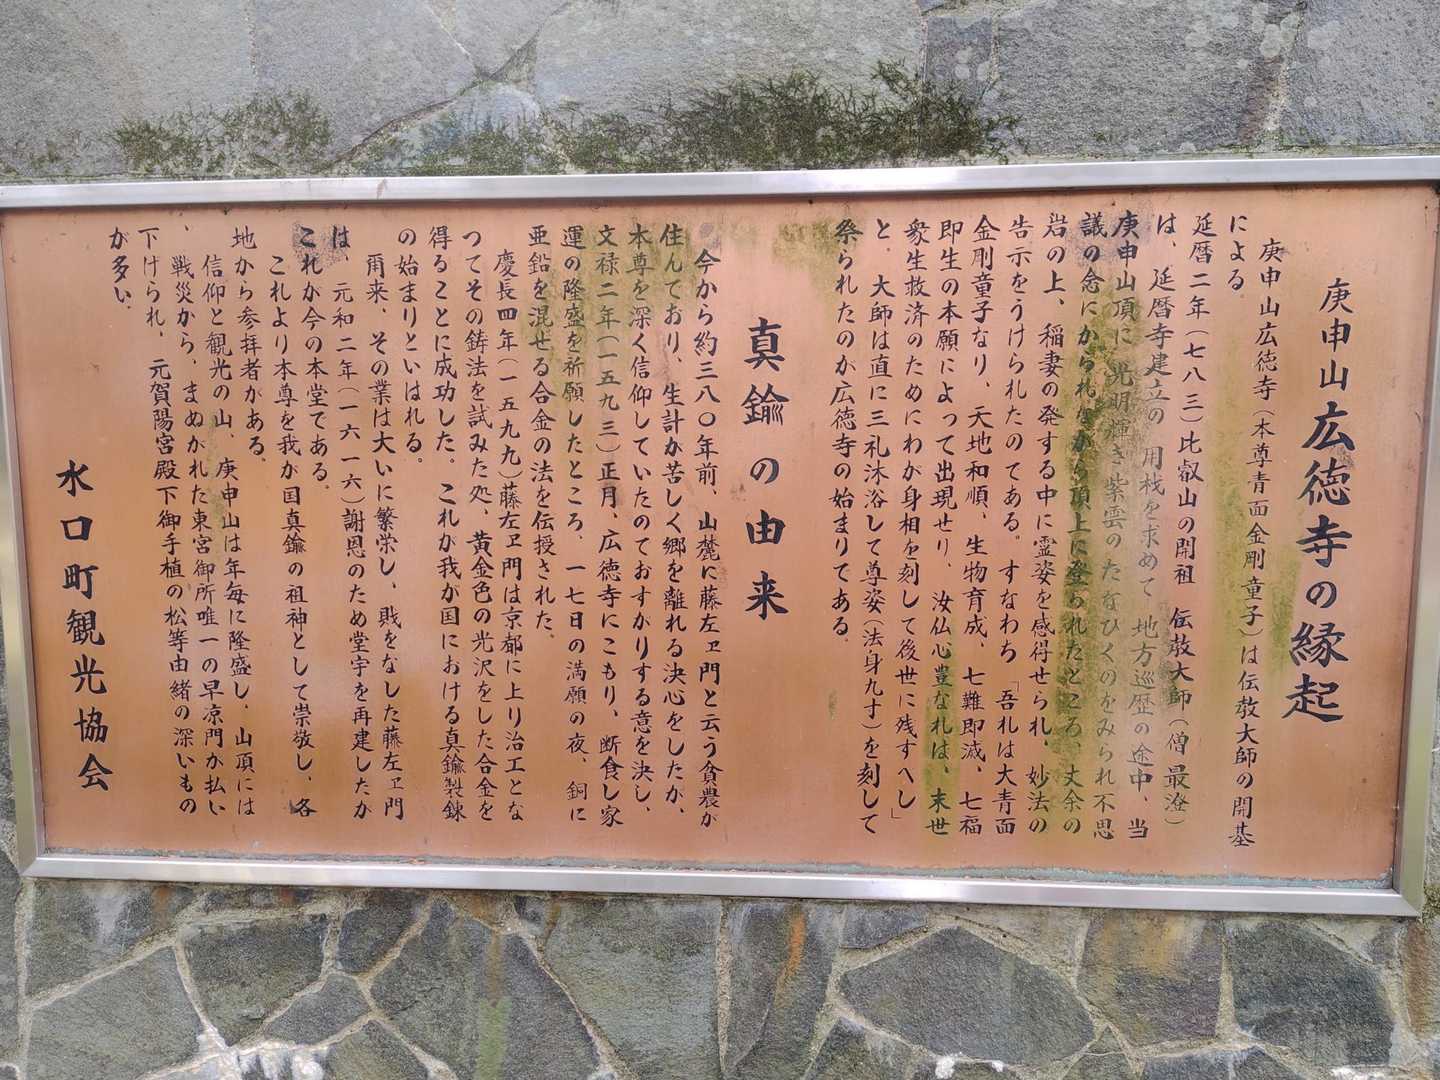 庚申山広徳寺の縁起
庚申山広徳寺(本尊青面金剛童子)は伝教大師の開基
による。
延暦二年(七八三)比叡山の開祖 伝教大師(僧 最澄)
は、延暦寺建立の 用材を求めて 地方巡歴の途中、当
庚申山頂に 光明輝き紫雲の たなびくのをみられ不思
議の念にかられながら頂上に登られたところ、丈余の
岩の上、稲妻の発する中に霊姿を感得せられ、妙法の
告示をうけられたのてある。すなわち「吾礼は大青面
金剛童子なり、天地和順、生物育成、七難即滅、七福
即生の本願によって出現せり、汝仏心豊な礼は、末世
衆生救済のためにわが身相を刻して後世に残すへし」
と、大師は直に三礼沐浴して尊姿(法身九寸)を刻して
祭られたのが広徳寺の始まりてある。
真鍮の由来
今から約三八〇年前、山麓に藤左ヱ門と云う貧農が
住んており、生計が苦しく郷を離れる決心をしたが、
本尊を深く信仰していたのておすかりする意を決し、
文禄二年(一五九三)正月、広徳寺にこもり、断食し家
運の隆盛を祈願したところ、一七日の満願の夜、銅に
亜鉛を混せる合金の法を伝授された。
慶長四年(一五九九)藤左ヱ門は京都に上り治工とな
つてその鋳法を試みた処、黄金色の光沢をした合金を
得ることに成功した。これが我が国における真鍮製錬
の始まりといはれる。
爾来、その業は大いに繁栄し、財をなした藤左ヱ門
は、元和二年(一六一六)謝恩のため堂宇を再建したか
これが今の本堂である。
これより本尊を我が国真鍮の祖神として崇敬し、各
地から参拝者がある。
信仰と観光の山、庚申山は年毎に隆盛し、山頂には
、戦災から、まぬがれた東宮御所唯一の早凉門か払い
下けられ、元賀陽宮殿下御手植の松等由緒の深いもの
が多い、
水口町観光協会